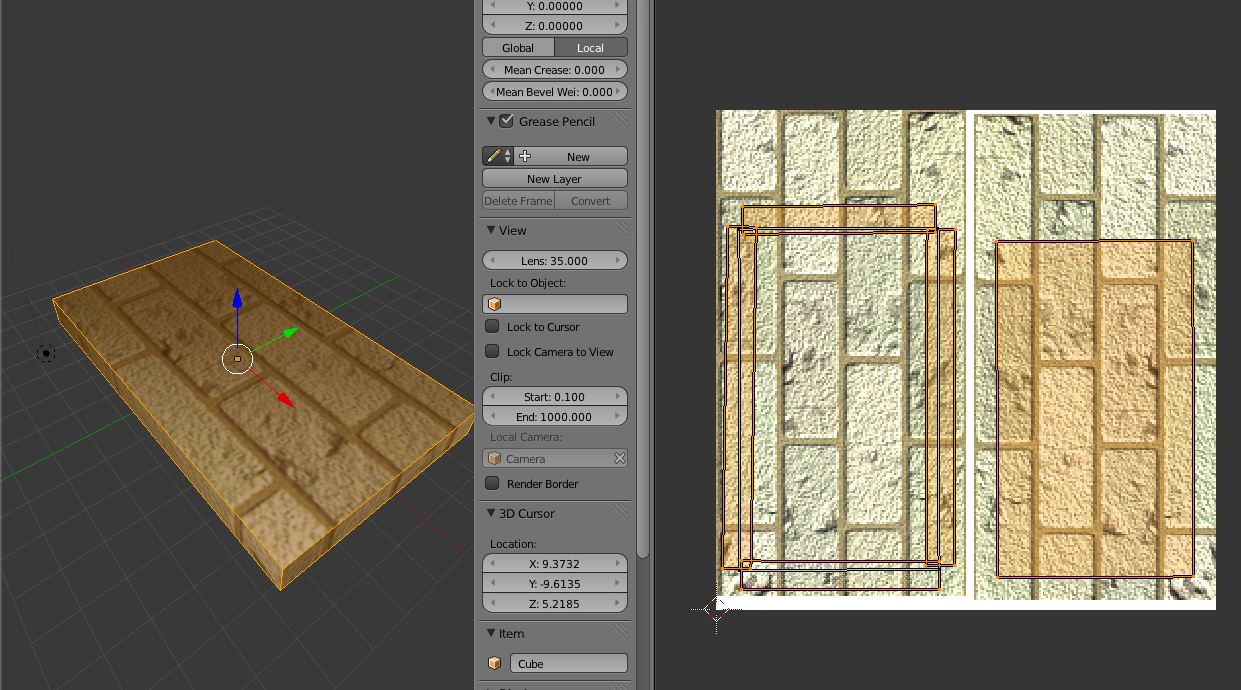 Y: 0.00000
Z: 0.00000
Global Local
Mean Crease: 0.000
Mean Bevel Wei: 0.000
Grease Pencil
New
New Layer
Delete Frame Convert
View
Lens: 35.000
Lock to Object:
Lock to Cursor
Lock Camera to View
Clip:
Start: 0.100
End: 1000.000
Local Camera:
Camera
Render Border
3D Cursor
Location:
X: 9.3732
Y: -9.6135
Z: 5.2185
Item
Cube